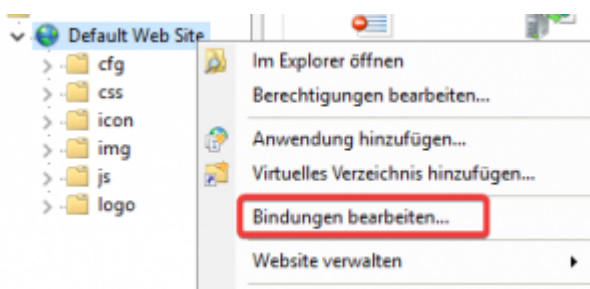 Default Web Site
cfg
css
icon
img
js
logo
Im Explorer öffnen
Berechtigungen bearbeiten...
Anwendung hinzufügen...
Virtuelles Verzeichnis hinzufügen...
Bindungen bearbeiten...
Website verwalten